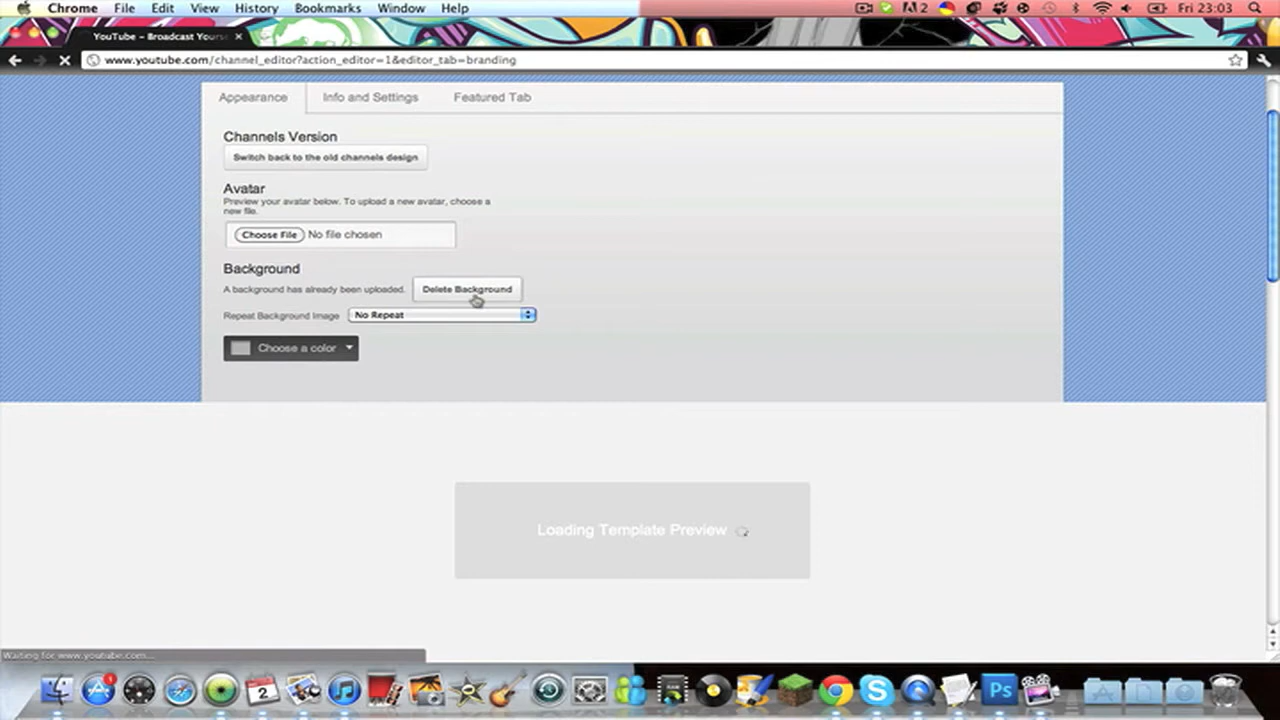 Chrome File Edit View History Bookmarks Window Help 2 Fri 23:03
YouTube - Broadcast Yourse
www.youtube.com/channel_editor?action_editor=1&editor_tab=branding
Appearance Info and Settings Featured Tab
Channels Version
Switch back to the old channels design
Avatar
Preview your avatar below. To upload a new avatar, choose a
new file.
Choose File No file chosen
Background
A background has already been uploaded. Delete Background
Repeat Background Image No Repeat
Choose a color
Loading Template Preview
Waiting for www.youtube.com...
1 2 Ps